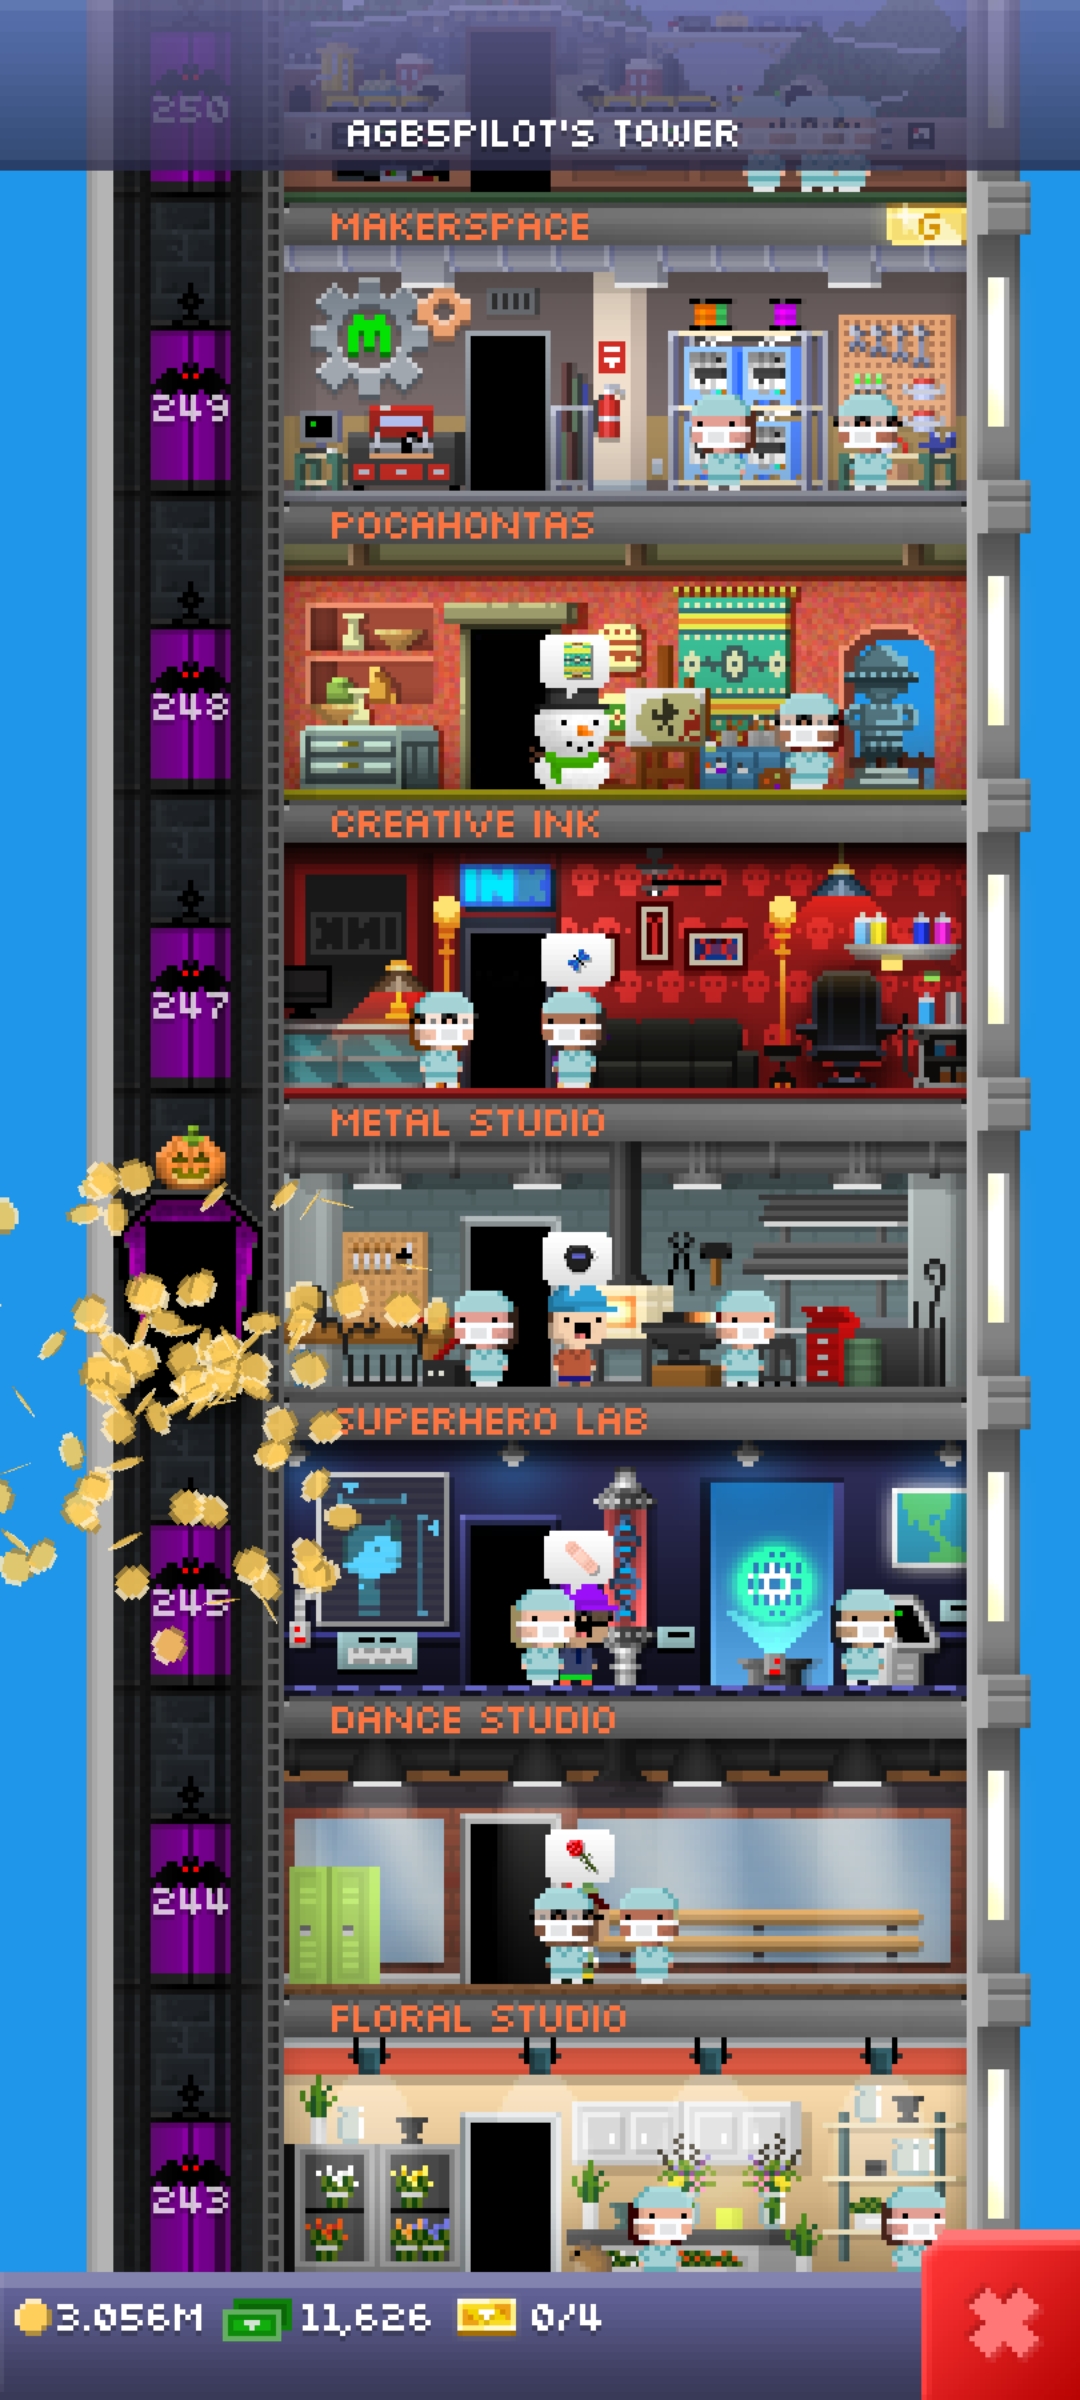 250
AGB5PILOT'S TOWER
MAKERSPACE
G
M
249
POCAHONTAS
248
CREATIVE INK
INK
247
METAL STUDIO
SUPERHERO LAB
245
DANCE STUDIO
244
FLORAL STUDIO
243
3.056M 11,626 0/4